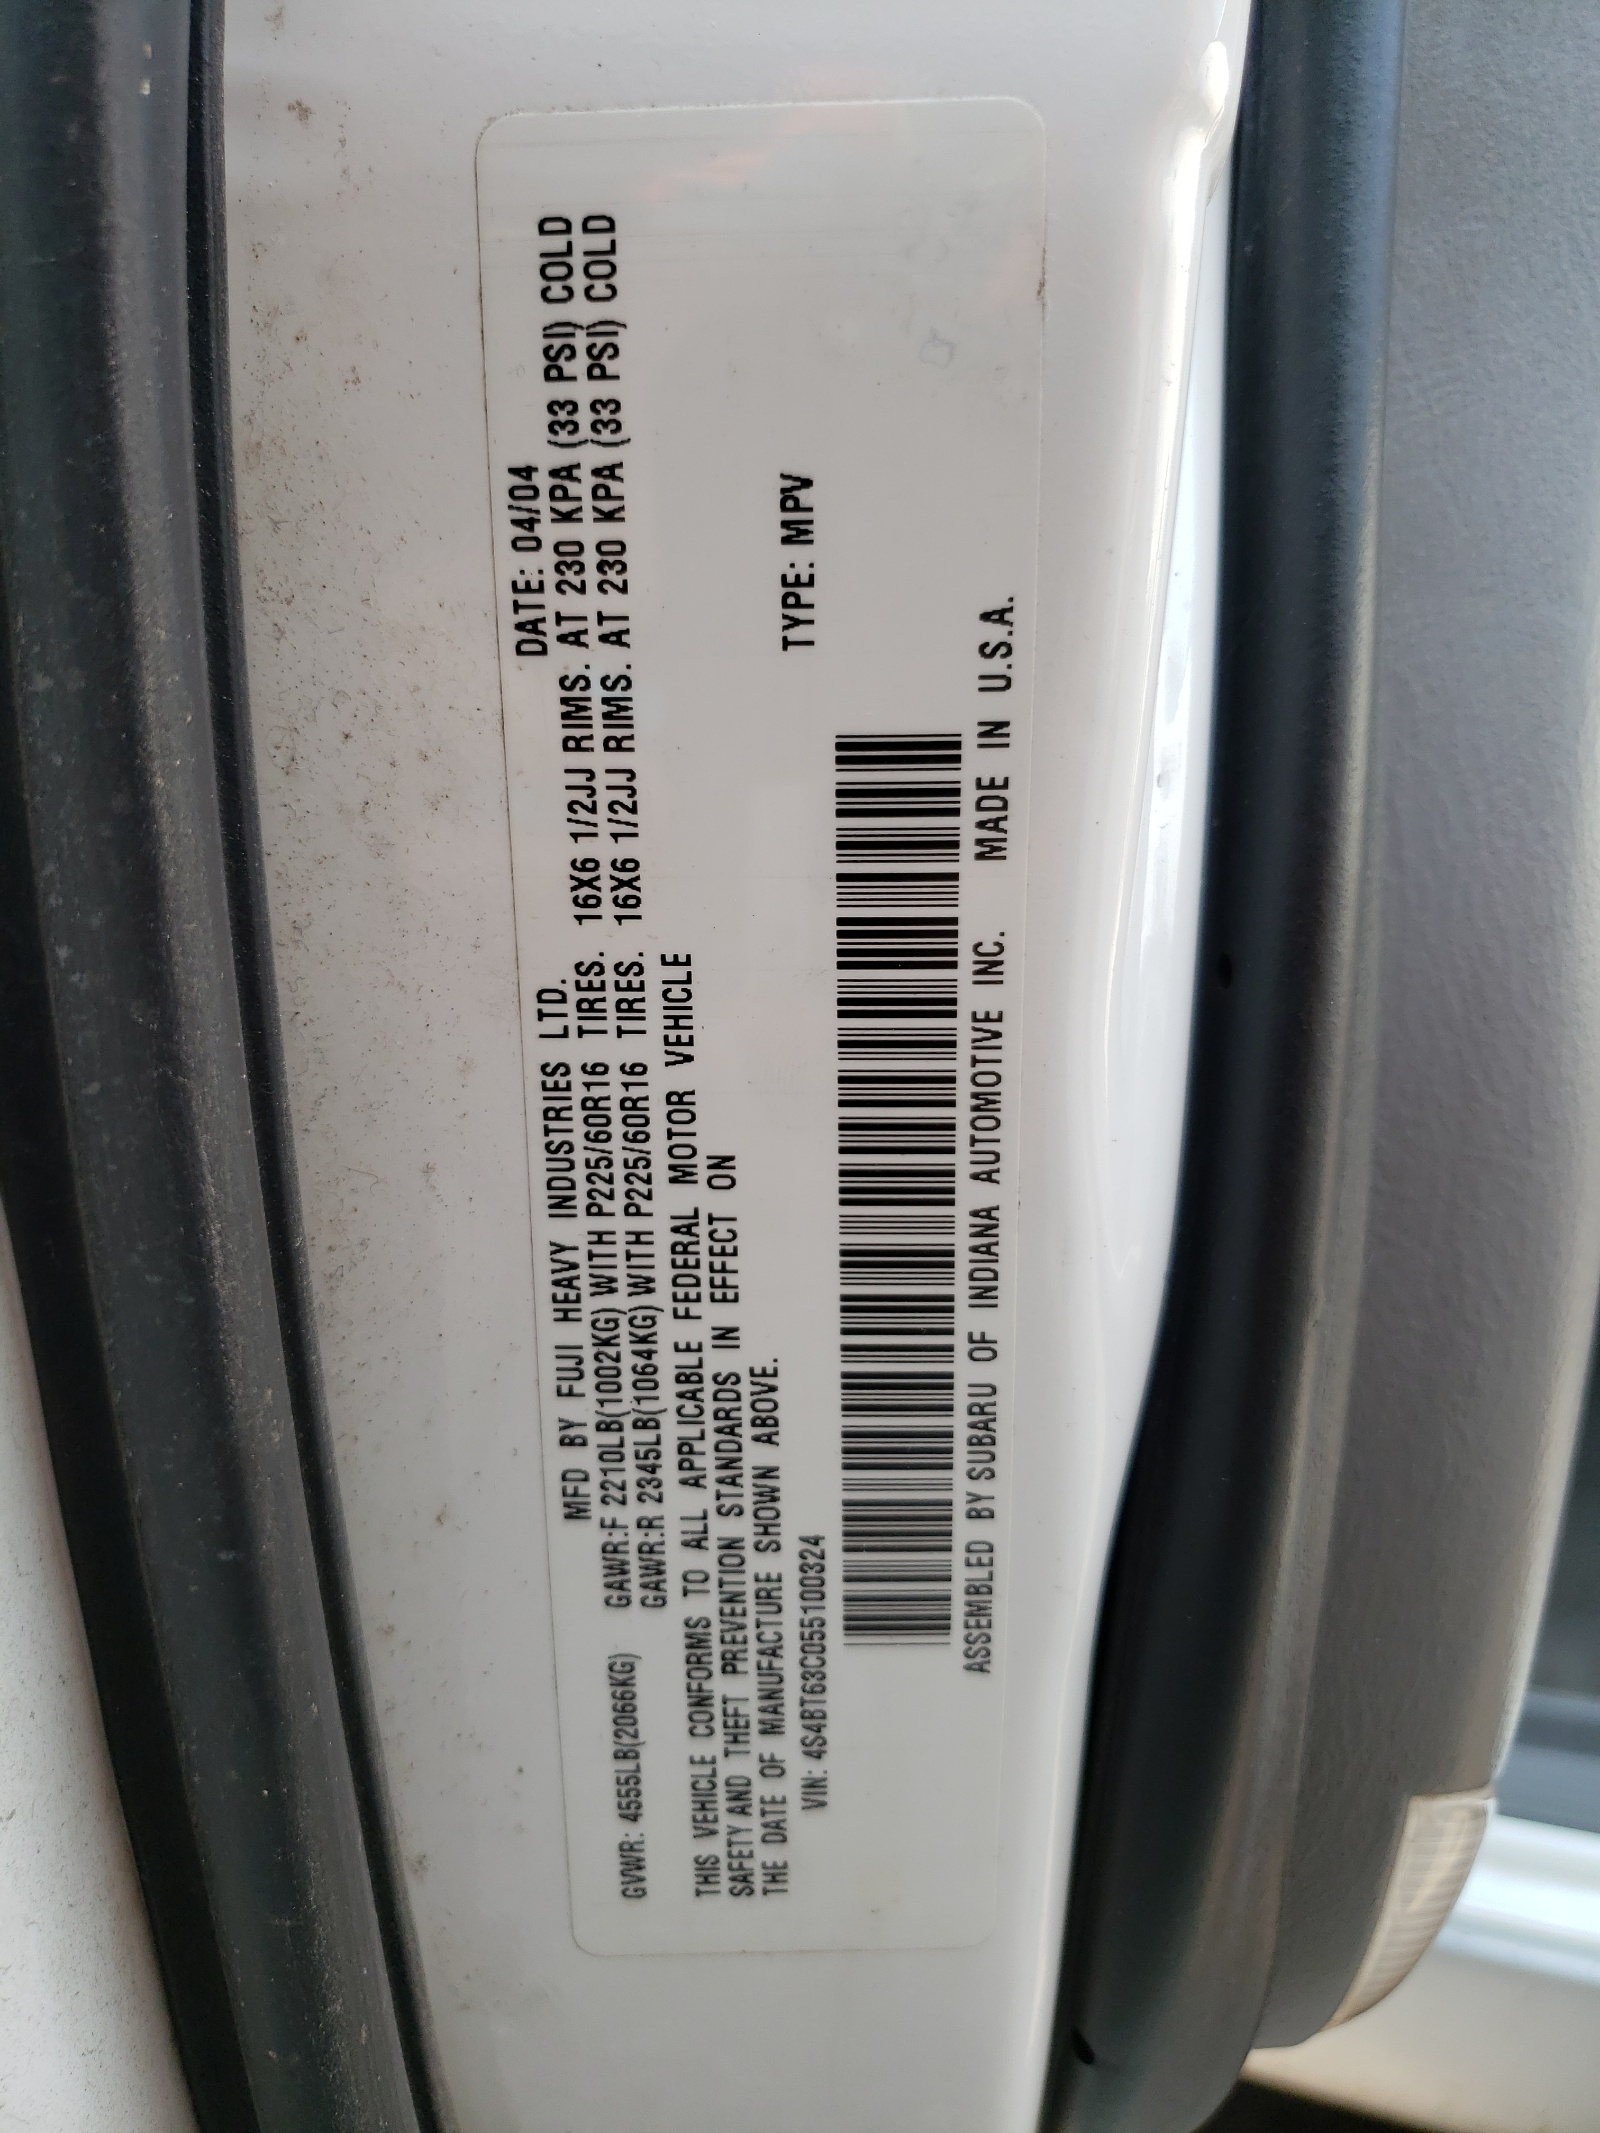 MFD BY FUJI HEAVY INDUSTRIES LTD. DATE: 04/04
GVWR: 4555LB(2066KG) GAWR:F 2210LB(1002KG) WITH P225/60R16 TIRES. 16X6 1/2JJ RIMS. AT 230 KPA (33 PSI) COLD
GAWR:R 2345LB(1064KG) WITH P225/60R16 TIRES. 16X6 1/2JJ RIMS. AT 230 KPA (33 PSI) COLD
THIS VEHICLE CONFORMS TO ALL APPLICABLE FEDERAL MOTOR VEHICLE
SAFETY AND THEFT PREVENTION STANDARDS IN EFFECT ON
THE DATE OF MANUFACTURE SHOWN ABOVE.
VIN: 4S4BT63C055100324 TYPE: MPV
ASSEMBLED BY SUBARU OF INDIANA AUTOMOTIVE INC. MADE IN U.S.A.